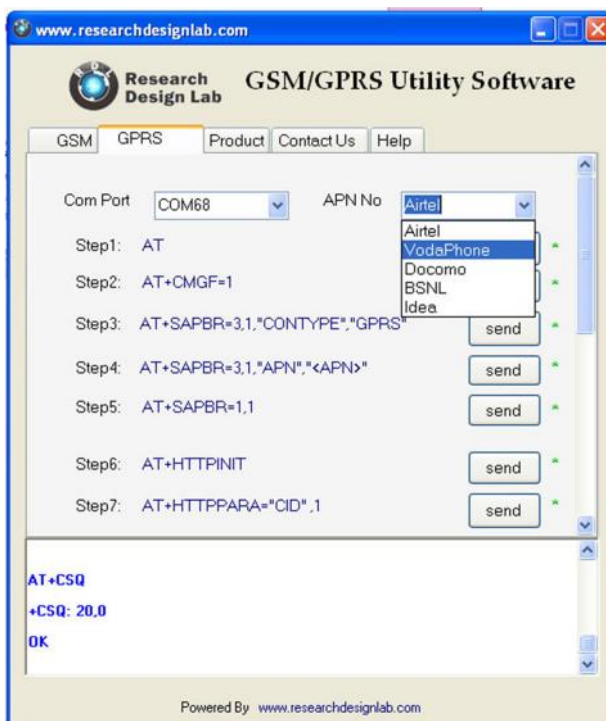 www.researchdesignlab.com
Research
Design Lab
GSM/GPRS Utility Software
GSM GPRS Product Contact Us Help
Com Port COM68 APN No Airtel
Airtel
VodaPhone
Docomo
BSNL
Idea
Step1: AT *
Step2: AT+CMGF=1 *
Step3: AT+SAPBR=3,1,"CONTYPE","GPRS" send *
Step4: AT+SAPBR=3,1,"APN","<APN>" send *
Step5: AT+SAPBR=1,1 send *
Step6: AT+HTTPINIT send *
Step7: AT+HTTPPARA="CID",1 send *
AT+CSQ
+CSQ: 20,0
OK
Powered By www.researchdesignlab.com